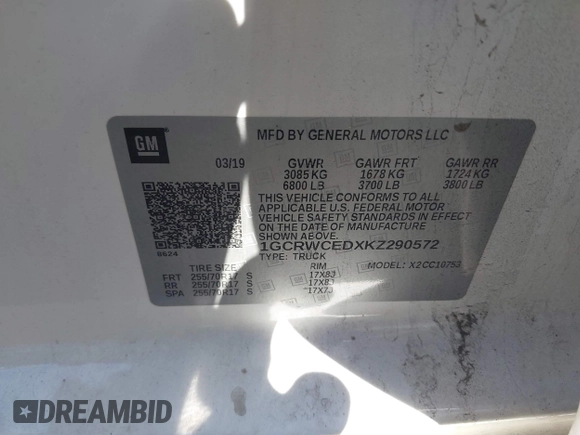 GM
MFD BY GENERAL MOTORS LLC
03/19 GVWR GAWR FRT GAWR RR
3085 KG 1678 KG 1724 KG
6800 LB 3700 LB 3800 LB
THIS VEHICLE CONFORMS TO ALL
APPLICABLE U.S. FEDERAL MOTOR
VEHICLE SAFETY STANDARDS IN EFFECT
ON THE DATE OF MANUFACTURE
1GCRWCEDXKZ290572
8624 TYPE: TRUCK
TIRE SIZE RIM MODEL: X2CC10753
FRT 255/70R17 S 17X8J
RR 255/70R17 S 17X8J
SPA 255/70R17 S 17X7J
DREAMBID